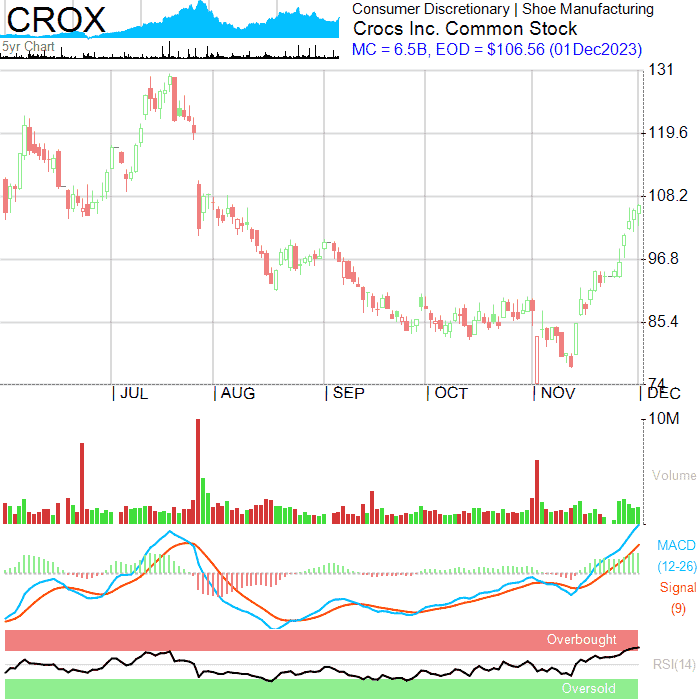 CROX
5yr Chart
Consumer Discretionary | Shoe Manufacturing
Crocs Inc. Common Stock
MC = 6.5B, EOD = $106.56 (01Dec2023)
131
119.6
108.2
96.8
85.4
74
| JUL | AUG | SEP | OCT | NOV | DEC
10M
Volume
MACD
(12-26)
Signal
(9)
Overbought
RSI(14)
Oversold